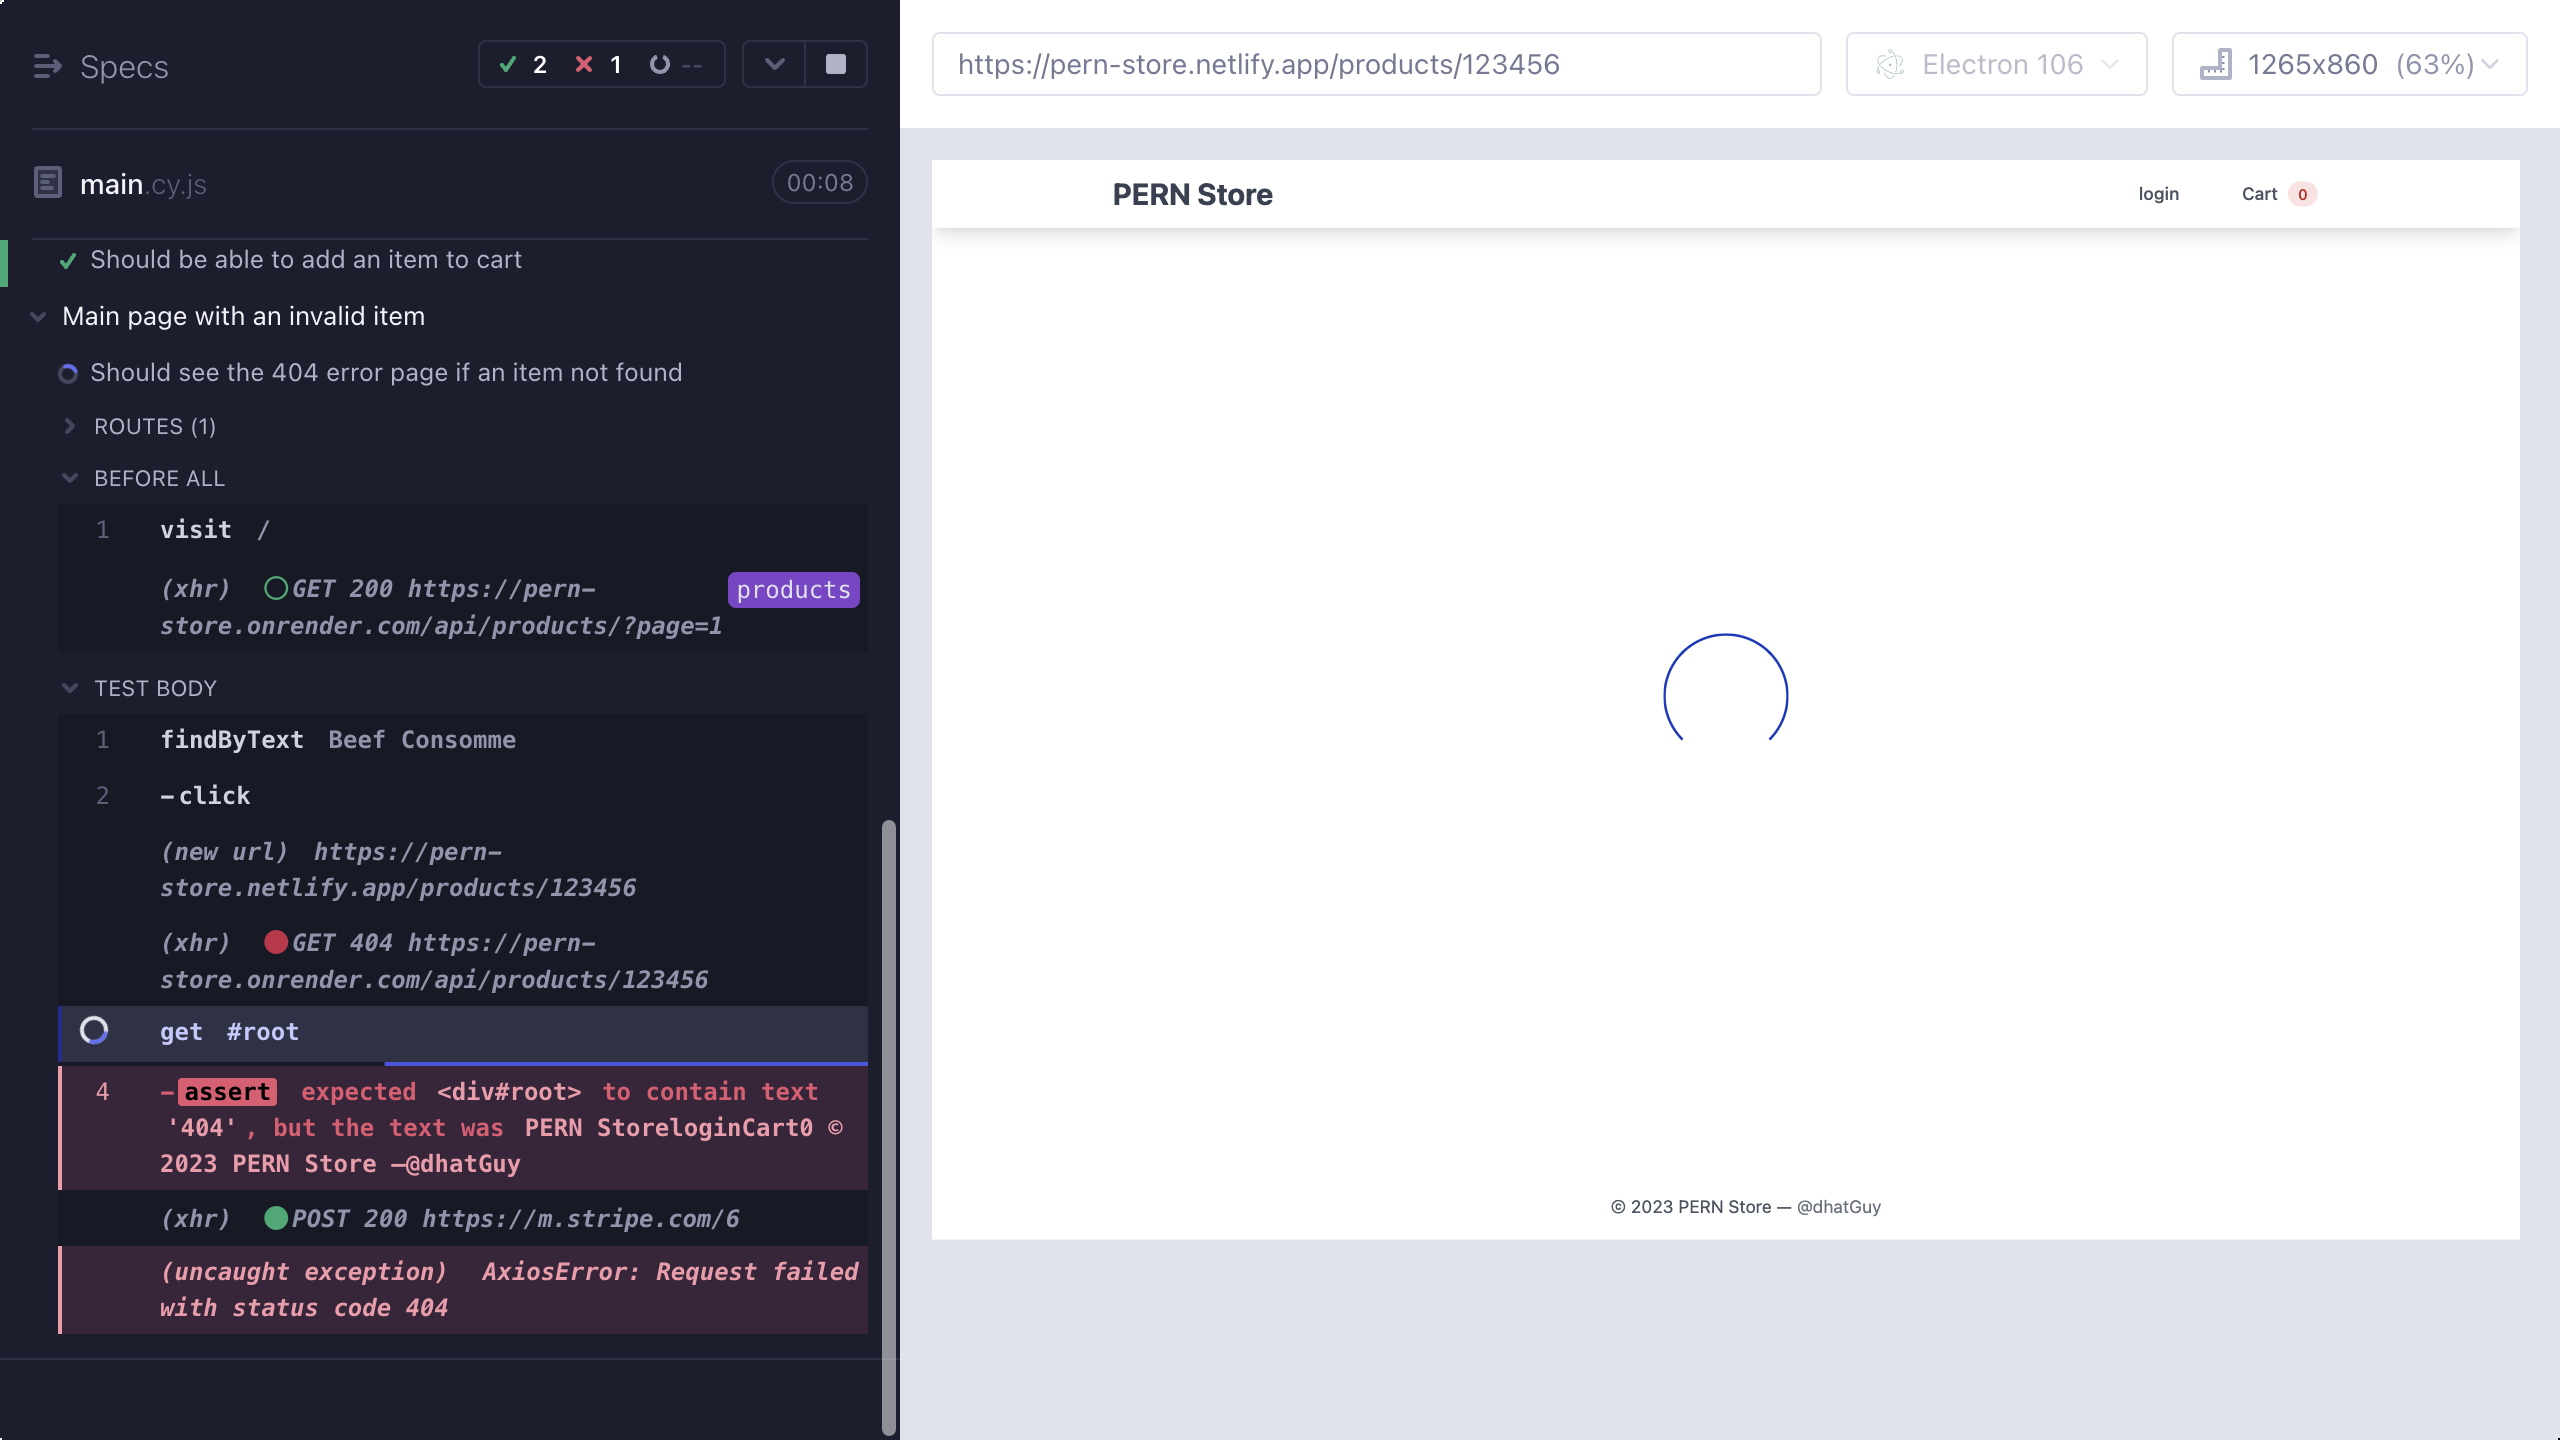 Specs
2
1
--
main.cy.js
00:08
Should be able to add an item to cart
Main page with an invalid item
Should see the 404 error page if an item not found
ROUTES (1)
BEFORE ALL
1 visit /
(xhr) GET 200 https://pern-
products
store.onrender.com/api/products/?page=1
TEST BODY
1 findByText Beef Consomme
2 -click
(new url) https://pern-
store.netlify.app/products/123456
(xhr) GET 404 https://pern-
store.onrender.com/api/products/123456
get #root
4 -assert expected <div#root> to contain text
'404', but the text was PERN StoreloginCart0 ©
2023 PERN Store —@dhatGuy
(xhr) POST 200 https://m.stripe.com/6
(uncaught exception) AxiosError: Request failed
with status code 404
https://pern-store.netlify.app/products/123456
Electron 106
1265x860 (63%)
PERN Store
login
Cart 0
© 2023 PERN Store — @dhatGuy